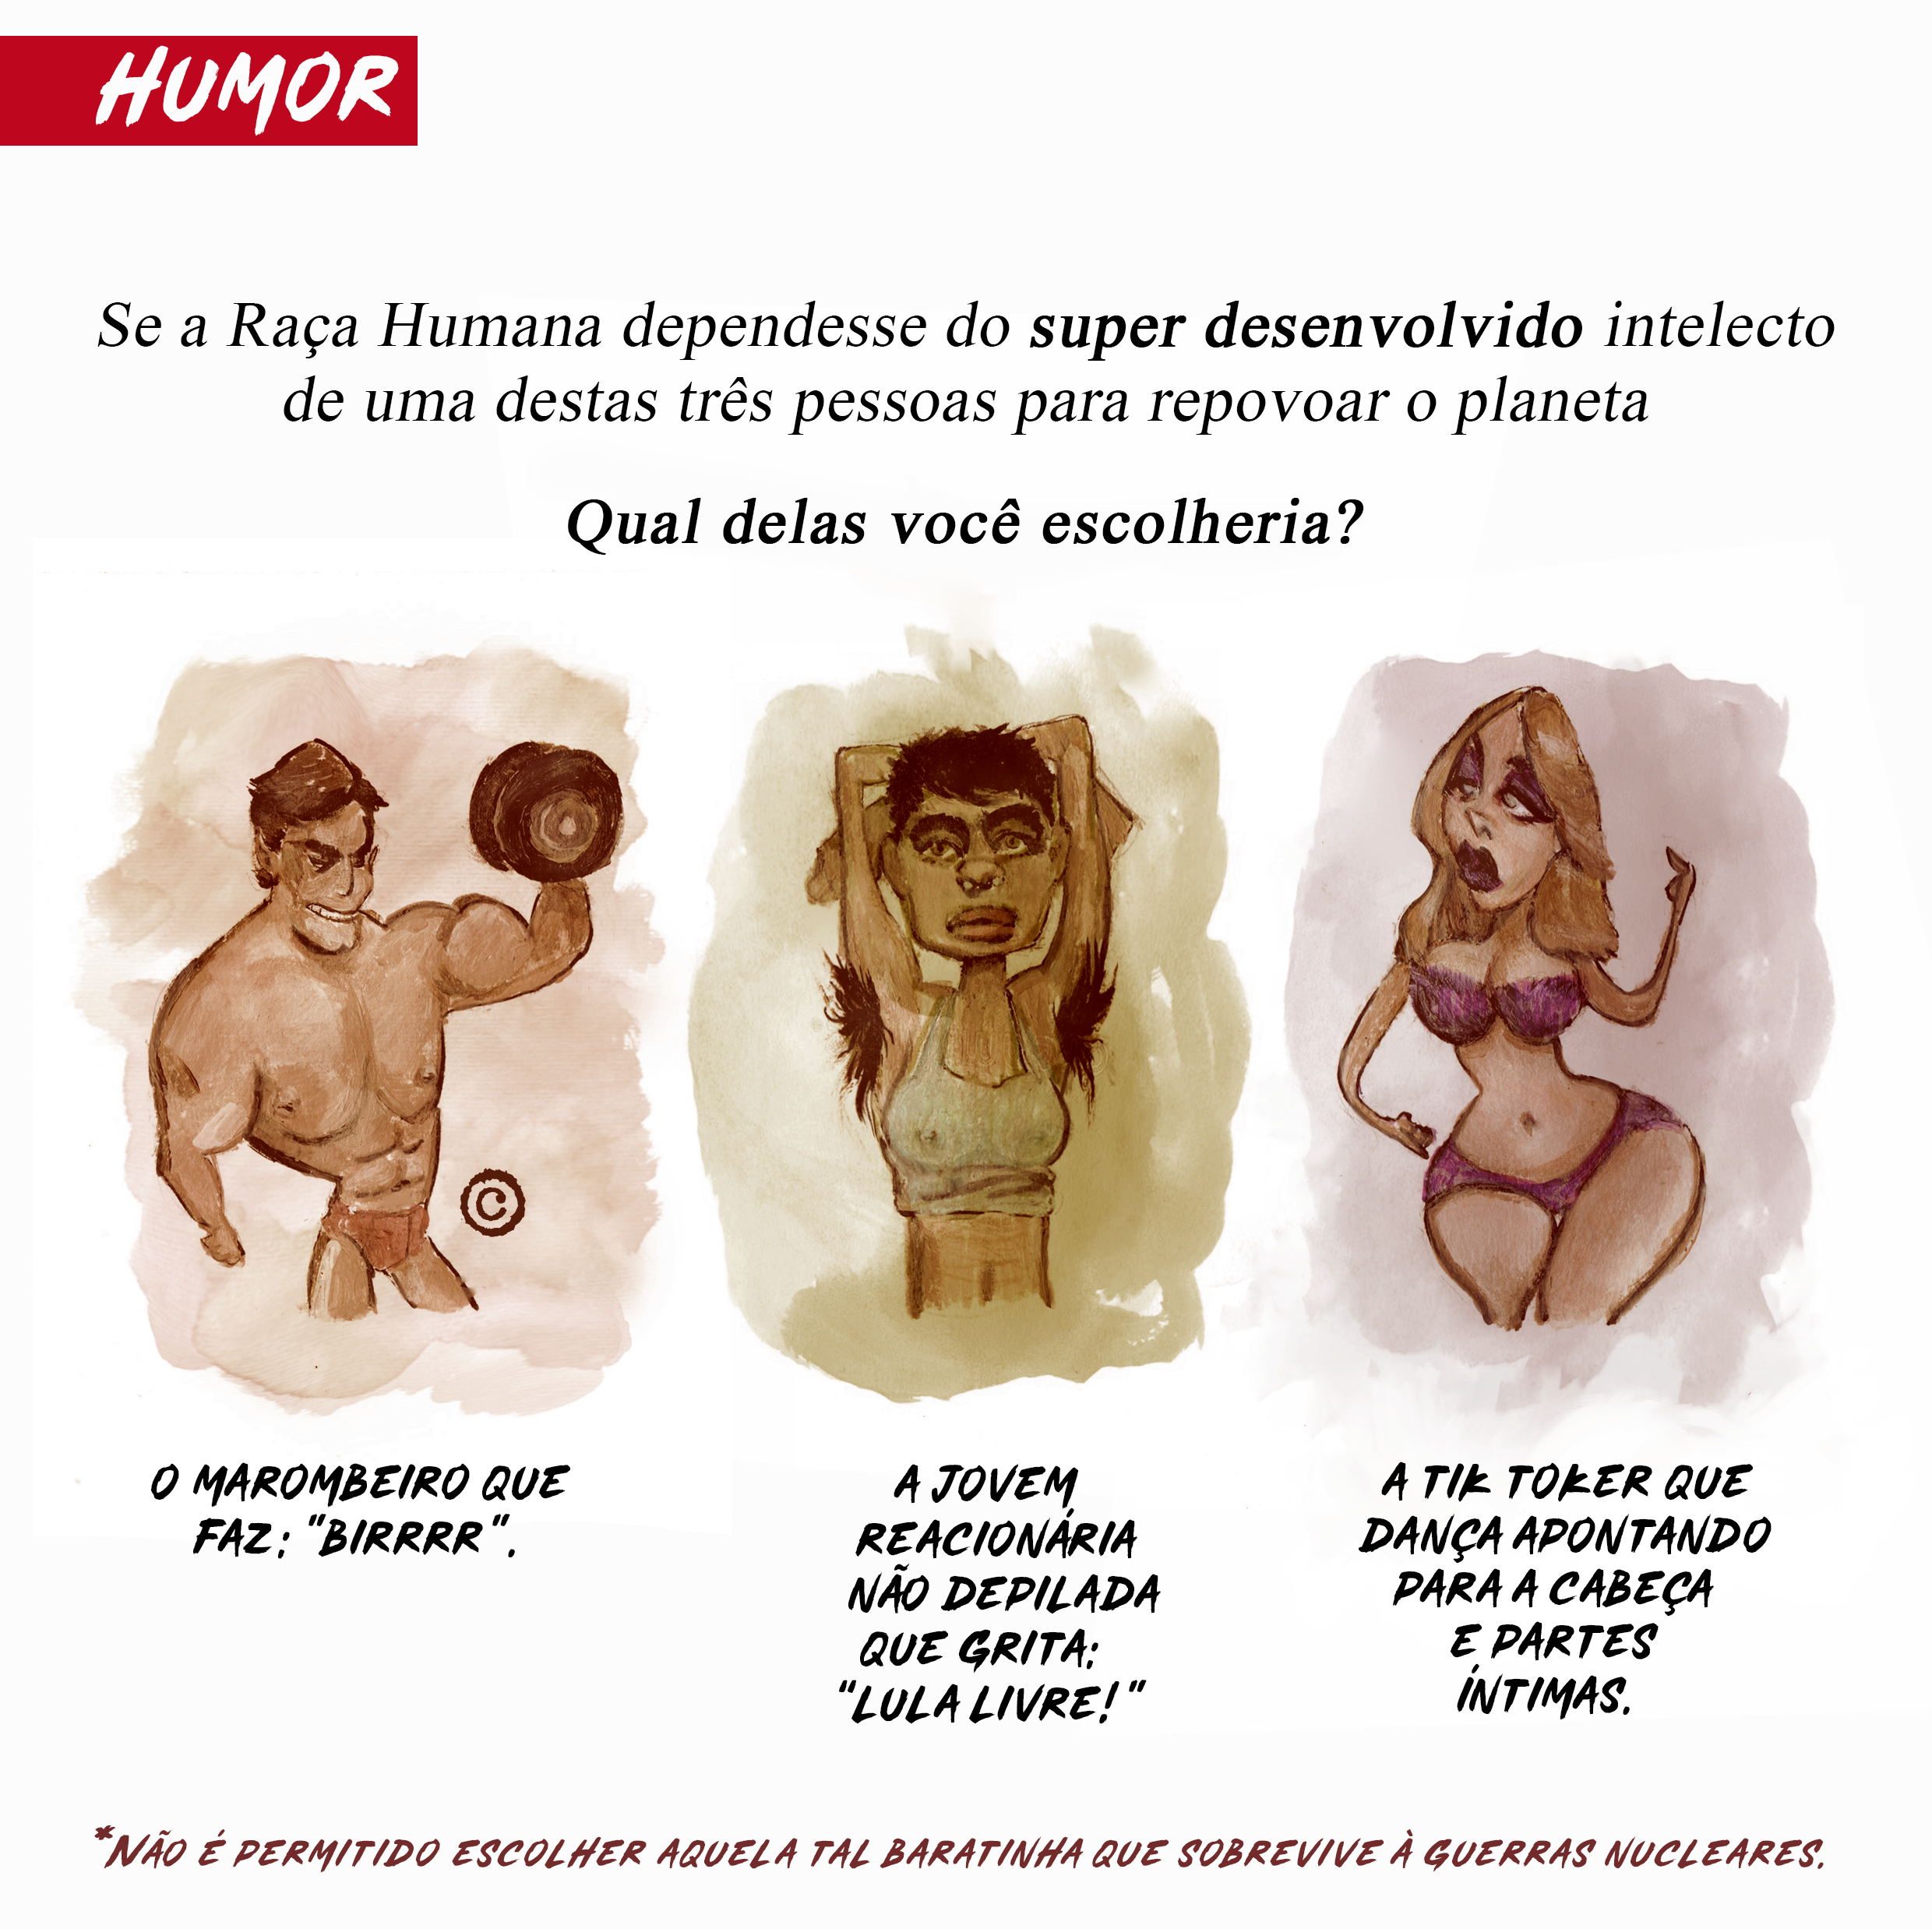 HUMOR
Se a Raça Humana dependesse do super desenvolvido intelecto
de uma destas três pessoas para repovoar o planeta
Qual delas você escolheria?
©
O MAROMBEIRO QUE
FAZ: "BIRRRR".
A JOVEM
REACIONÁRIA
NÃO DEPILADA
QUE GRITA:
"LULA LIVRE!"
A TIK TOKER QUE
DANÇA APONTANDO
PARA A CABEÇA
E PARTES
ÍNTIMAS.
*NÃO É PERMITIDO ESCOLHER AQUELA TAL BARATINHA QUE SOBREVIVE À GUERRAS NUCLEARES.